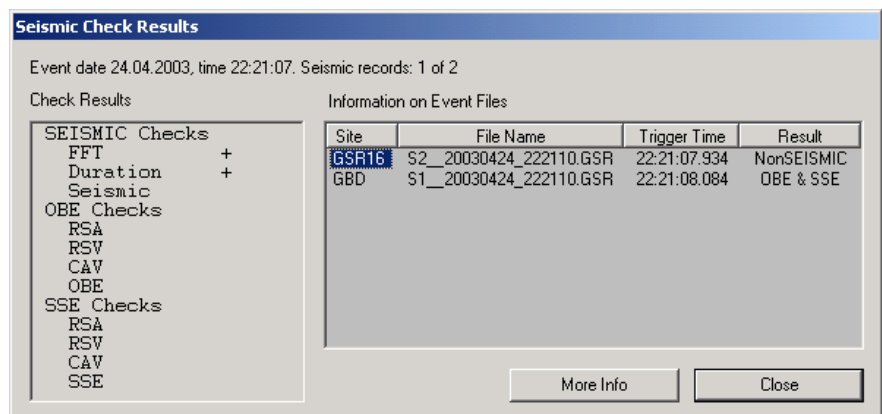 Seismic Check Results
Event date 24.04.2003, time 22:21:07. Seismic records: 1 of 2
Check Results
SEISMIC Checks
FFT +
Duration +
Seismic
OBE Checks
RSA
RSV
CAV
OBE
SSE Checks
RSA
RSV
CAV
SSE
Information on Event Files
Site File Name Trigger Time Result
GSR16 S2__20030424_222110.GSR 22:21:07.934 NonSEISMIC
GBD S1__20030424_222110.GSR 22:21:08.084 OBE & SSE
More Info Close